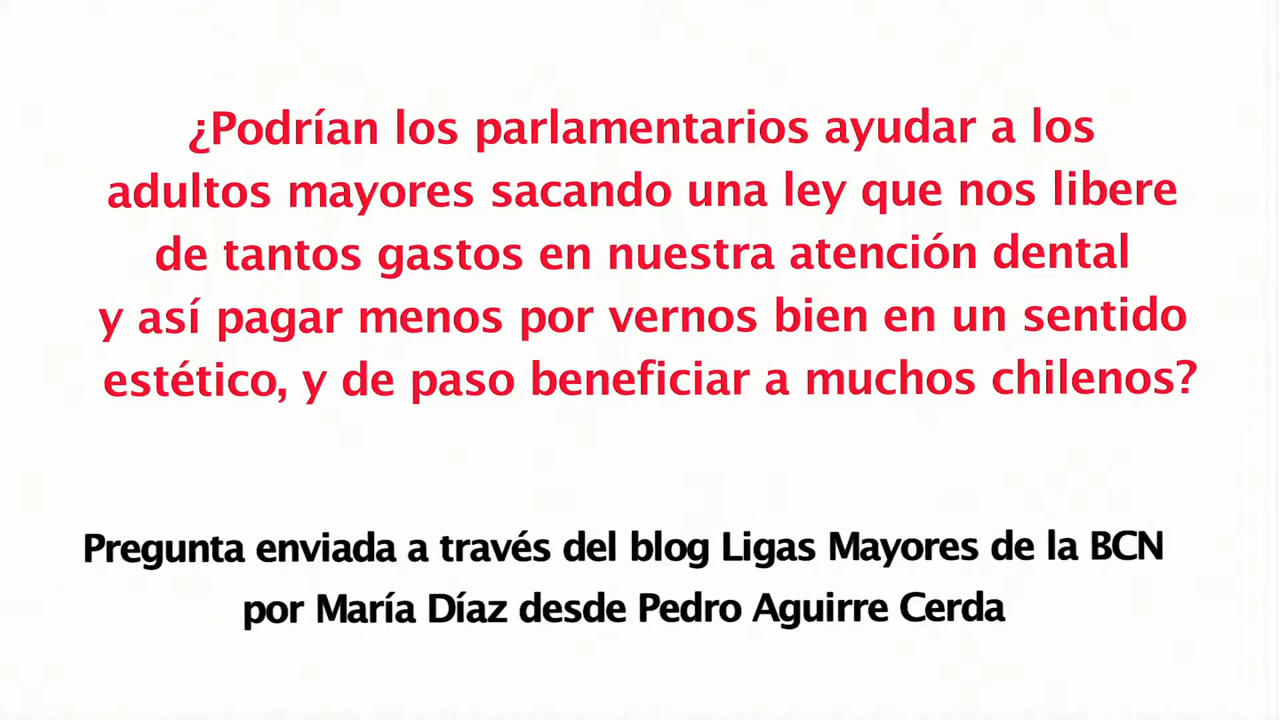 ¿Podrían los parlamentarios ayudar a los
adultos mayores sacando una ley que nos libere
de tantos gastos en nuestra atención dental
y así pagar menos por vernos bien en un sentido
estético, y de paso beneficiar a muchos chilenos?
Pregunta enviada a través del blog Ligas Mayores de la BCN
por María Díaz desde Pedro Aguirre Cerda